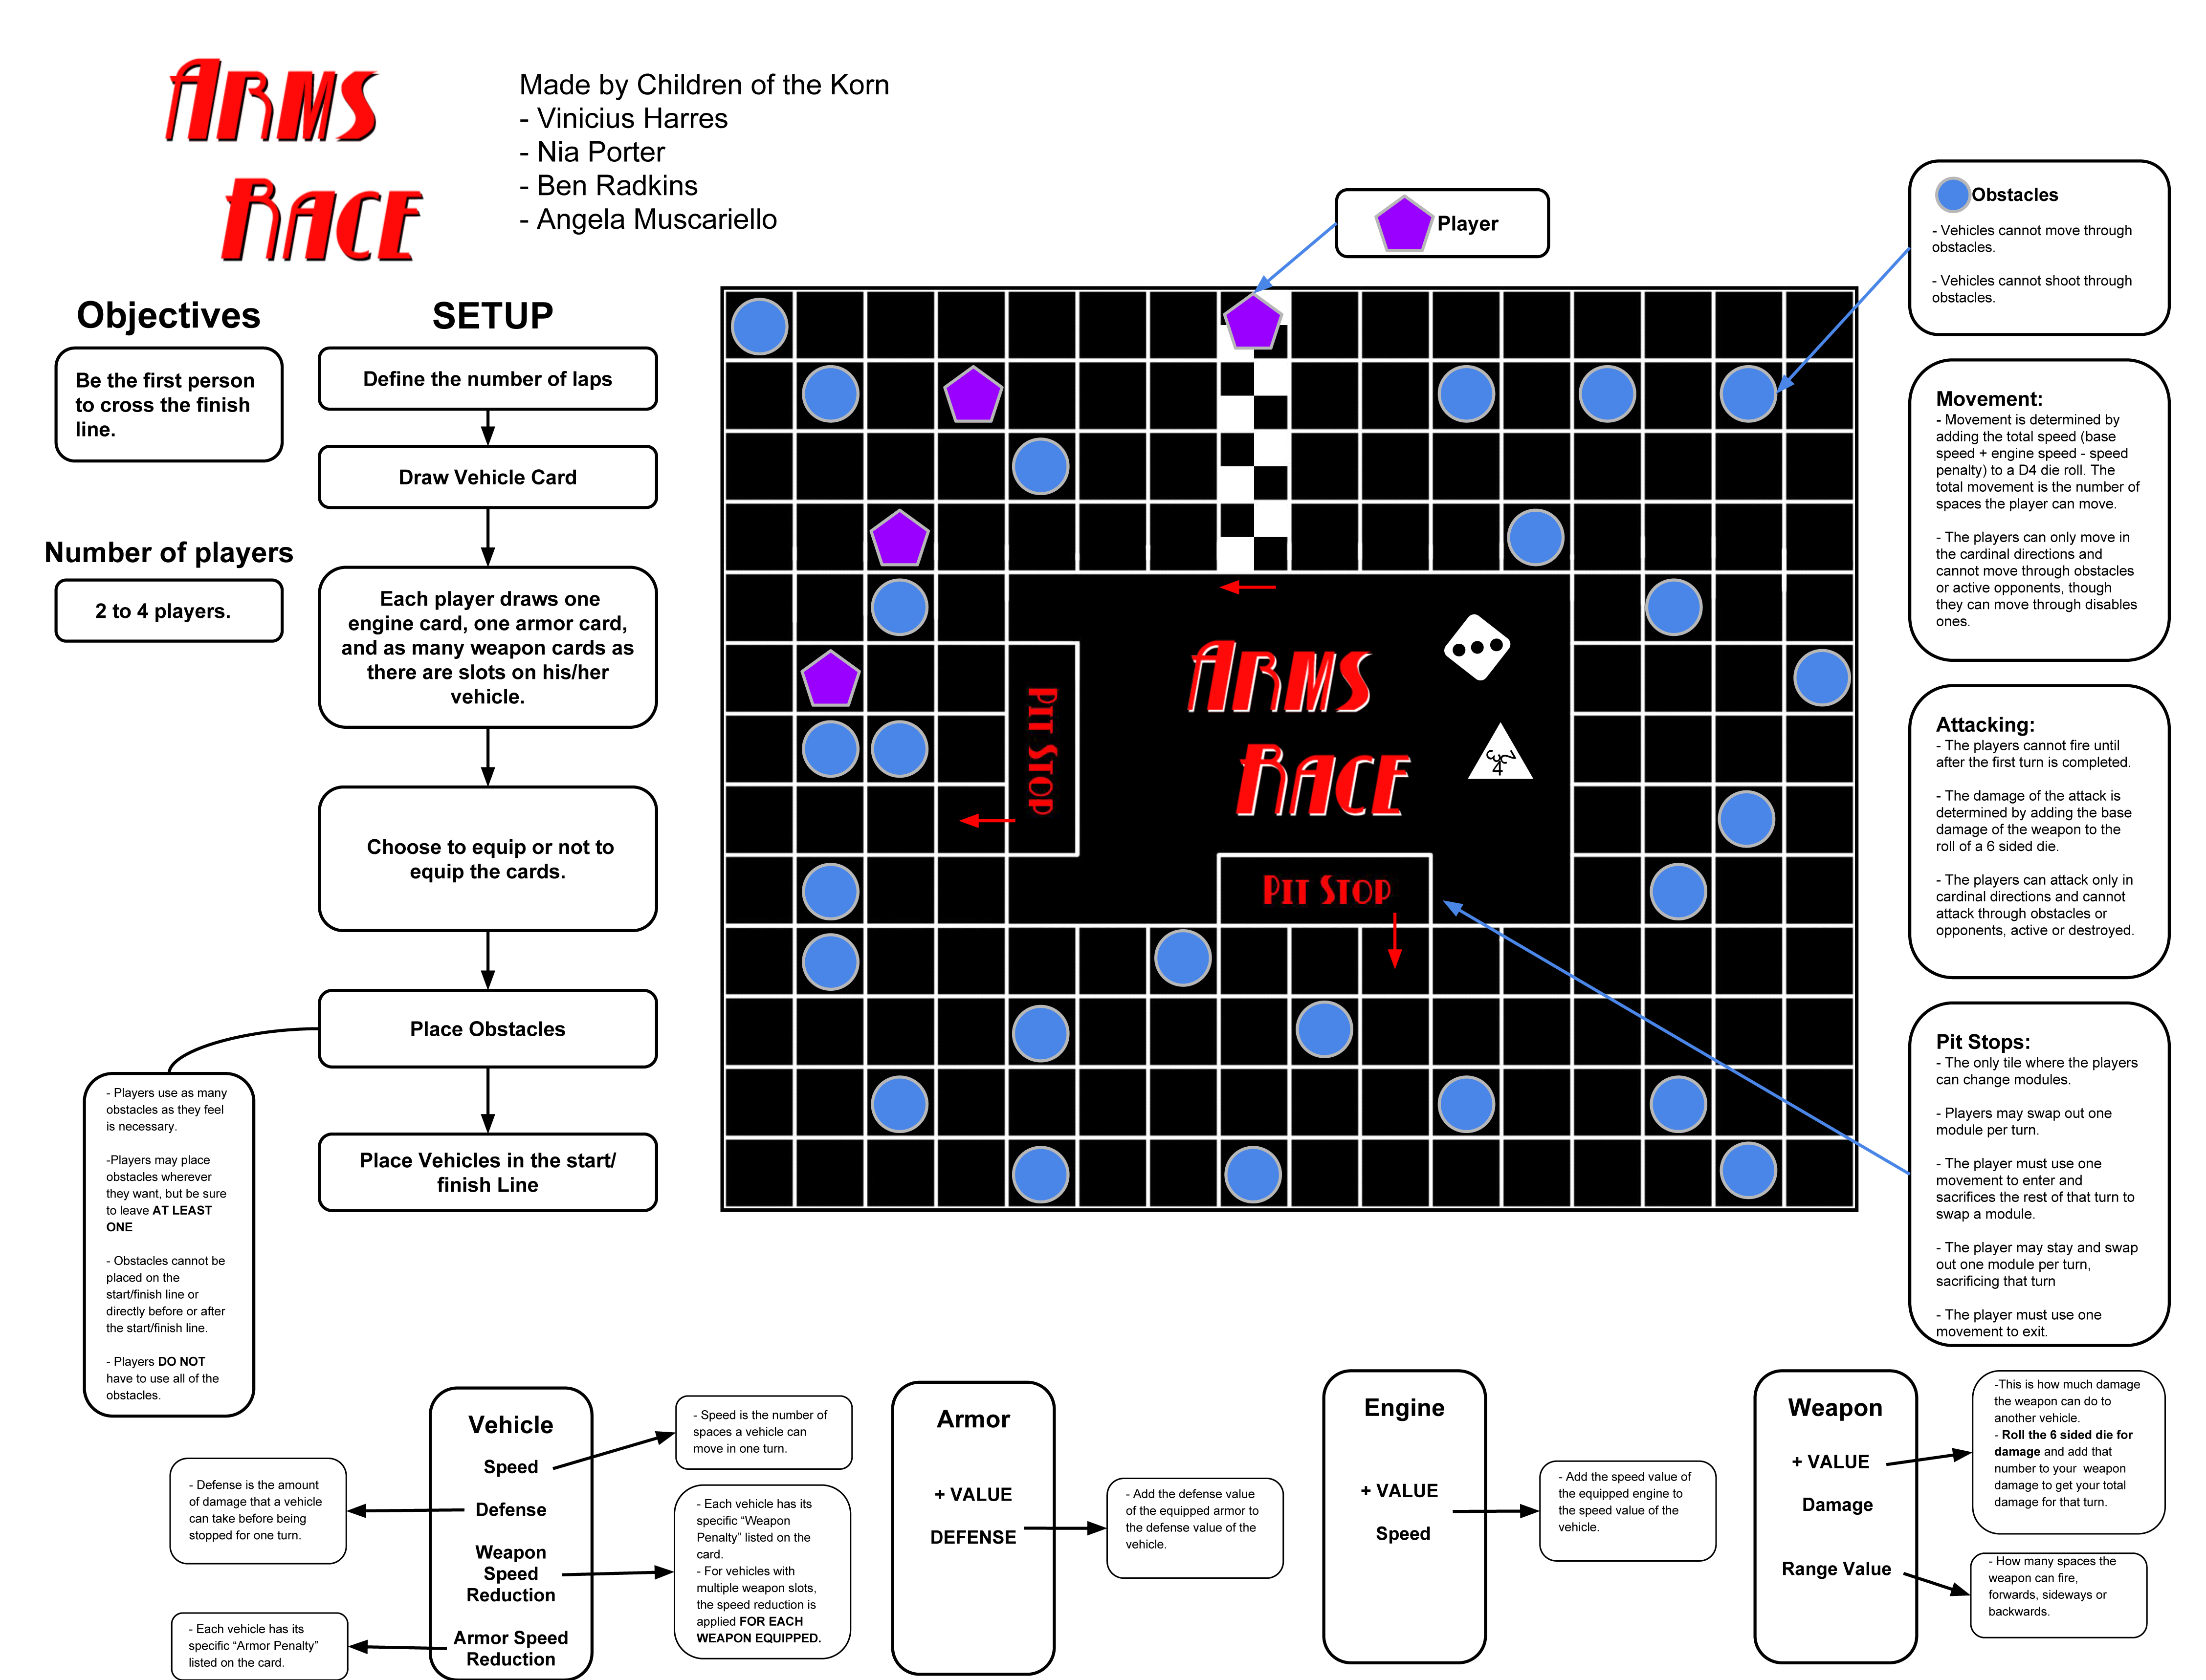 ARMS
RACE
Made by Children of the Korn
- Vinicius Harres
- Nia Porter
- Ben Radkins
- Angela Muscariello
Player
Obstacles
- Vehicles cannot move through
obstacles.
- Vehicles cannot shoot through
obstacles.
Objectives
Be the first person
to cross the finish
line.
Number of players
2 to 4 players.
SETUP
Define the number of laps
Draw Vehicle Card
Each player draws one
engine card, one armor card,
and as many weapon cards as
there are slots on his/her
vehicle.
Choose to equip or not to
equip the cards.
Place Obstacles
Place Vehicles in the start/
finish Line
- Players use as many
obstacles as they feel
is necessary.
-Players may place
obstacles wherever
they want, but be sure
to leave AT LEAST
ONE
- Obstacles cannot be
placed on the
start/finish line or
directly before or after
the start/finish line.
- Players DO NOT
have to use all of the
obstacles.
PIT STOP
ARMS
RACE
4
PIT STOP
Movement:
- Movement is determined by
adding the total speed (base
speed + engine speed - speed
penalty) to a D4 die roll. The
total movement is the number of
spaces the player can move.
- The players can only move in
the cardinal directions and
cannot move through obstacles
or active opponents, though
they can move through disables
ones.
Attacking:
- The players cannot fire until
after the first turn is completed.
- The damage of the attack is
determined by adding the base
damage of the weapon to the
roll of a 6 sided die.
- The players can attack only in
cardinal directions and cannot
attack through obstacles or
opponents, active or destroyed.
Pit Stops:
- The only tile where the players
can change modules.
- Players may swap out one
module per turn.
- The player must use one
movement to enter and
sacrifices the rest of that turn to
swap a module.
- The player may stay and swap
out one module per turn,
sacrificing that turn
- The player must use one
movement to exit.
Vehicle
Speed
Defense
Weapon
Speed
Reduction
Armor Speed
Reduction
- Defense is the amount
of damage that a vehicle
can take before being
stopped for one turn.
- Each vehicle has its
specific “Armor Penalty”
listed on the card.
- Speed is the number of
spaces a vehicle can
move in one turn.
- Each vehicle has its
specific “Weapon
Penalty” listed on the
card.
- For vehicles with
multiple weapon slots,
the speed reduction is
applied FOR EACH
WEAPON EQUIPPED.
Armor
+ VALUE
DEFENSE
- Add the defense value
of the equipped armor to
the defense value of the
vehicle.
Engine
+ VALUE
Speed
- Add the speed value of
the equipped engine to
the speed value of the
vehicle.
Weapon
+ VALUE
Damage
Range Value
-This is how much damage
the weapon can do to
another vehicle.
- Roll the 6 sided die for
damage and add that
number to your weapon
damage to get your total
damage for that turn.
- How many spaces the
weapon can fire,
forwards, sideways or
backwards.